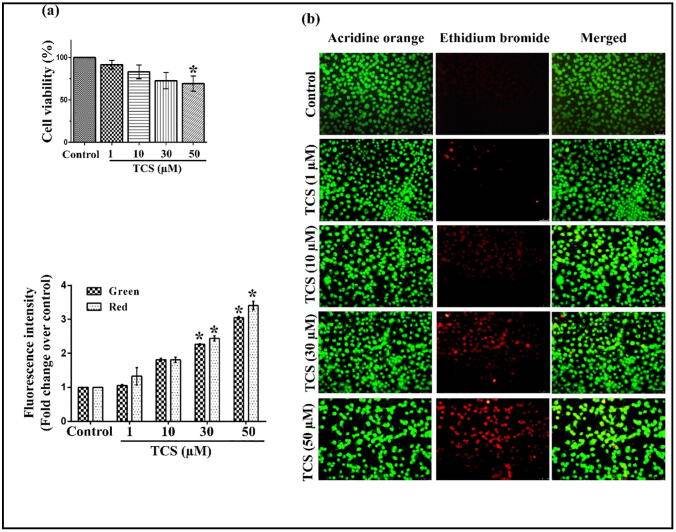 (a)
Cell viability (%)
100
75
50
25
0
*
Control 1 10 30 50
TCS (µM)
Fluorescence intensity
(Fold change over control)
4
3
2
1
0
Green
Red
* *
* *
Control 1 10 30 50
TCS (µM)
(b)
Acridine orange Ethidium bromide Merged
Control
TCS (1 µM)
TCS (10 µM)
TCS (30 µM)
TCS (50 µM)